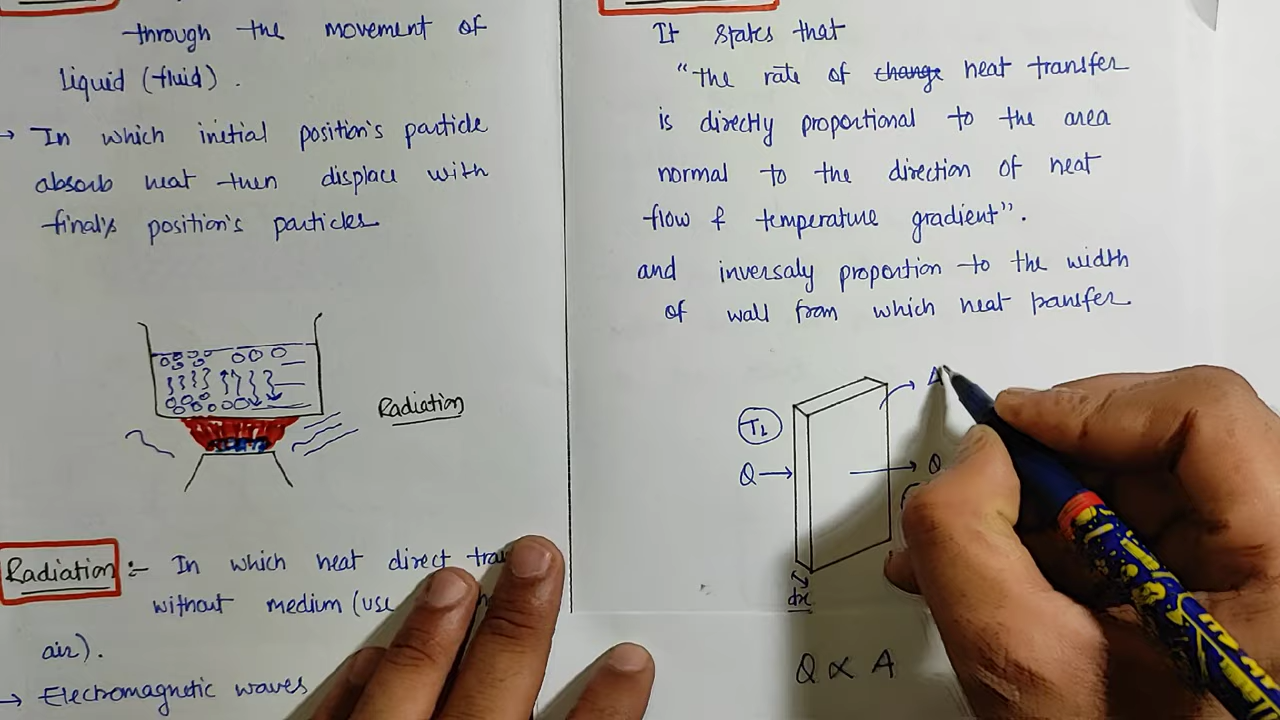 through the movement of
liquid (fluid).
→ In which initial position's particle
absorb heat then displace with
final's position's particles
Radiation
Radiation :- In which heat direct
without medium (use
air).
→ Electromagnetic waves
It states that
"the rate of change heat transfer
is directly proportional to the area
normal to the direction of heat
flow & temperature gradient".
and inversaly proportion to the width
of wall from which heat transfer
T1
Q → → Q
dx
Q ∝ A